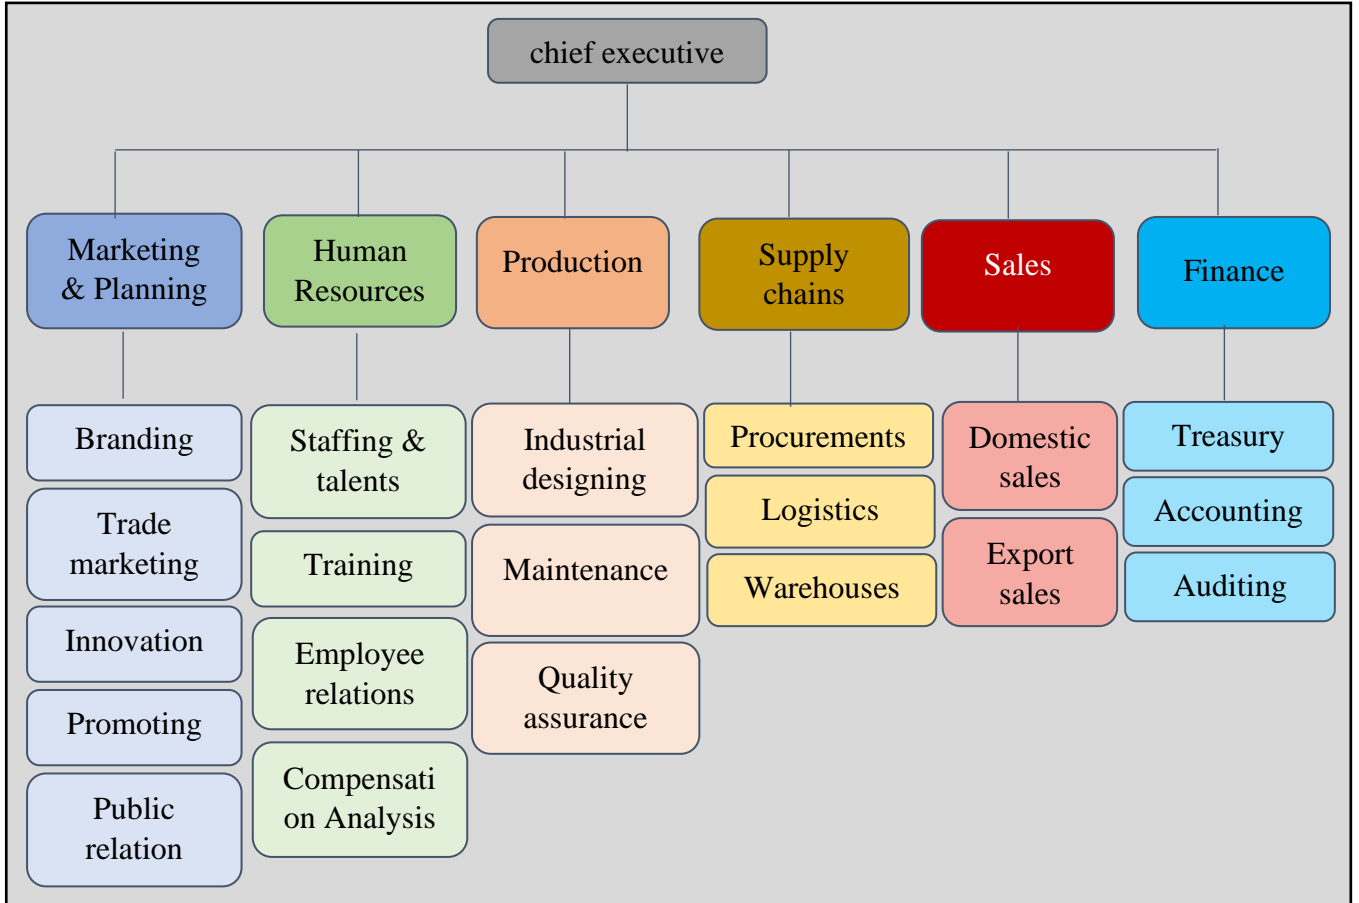 chief executive
Marketing
& Planning
Human
Resources
Production
Supply
chains
Sales
Finance
Branding
Trade
marketing
Innovation
Promoting
Public
relation
Staffing &
talents
Training
Employee
relations
Compensati
on Analysis
Industrial
designing
Maintenance
Quality
assurance
Procurements
Logistics
Warehouses
Domestic
sales
Export
sales
Treasury
Accounting
Auditing